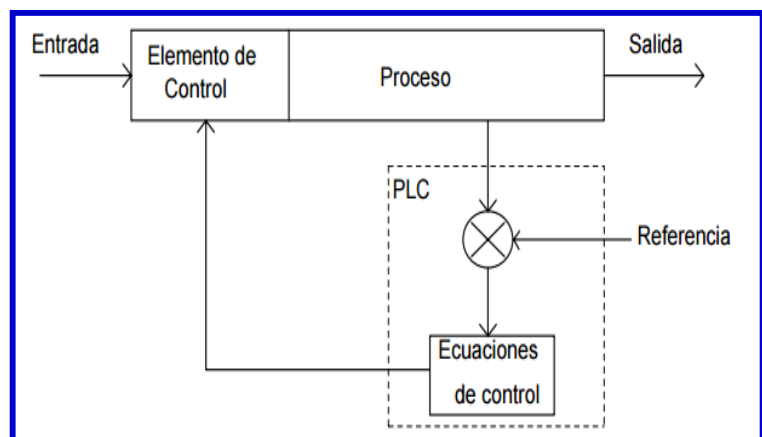 Entrada
Elemento de
Control
Proceso
Salida
PLC
Referencia
Ecuaciones
de control